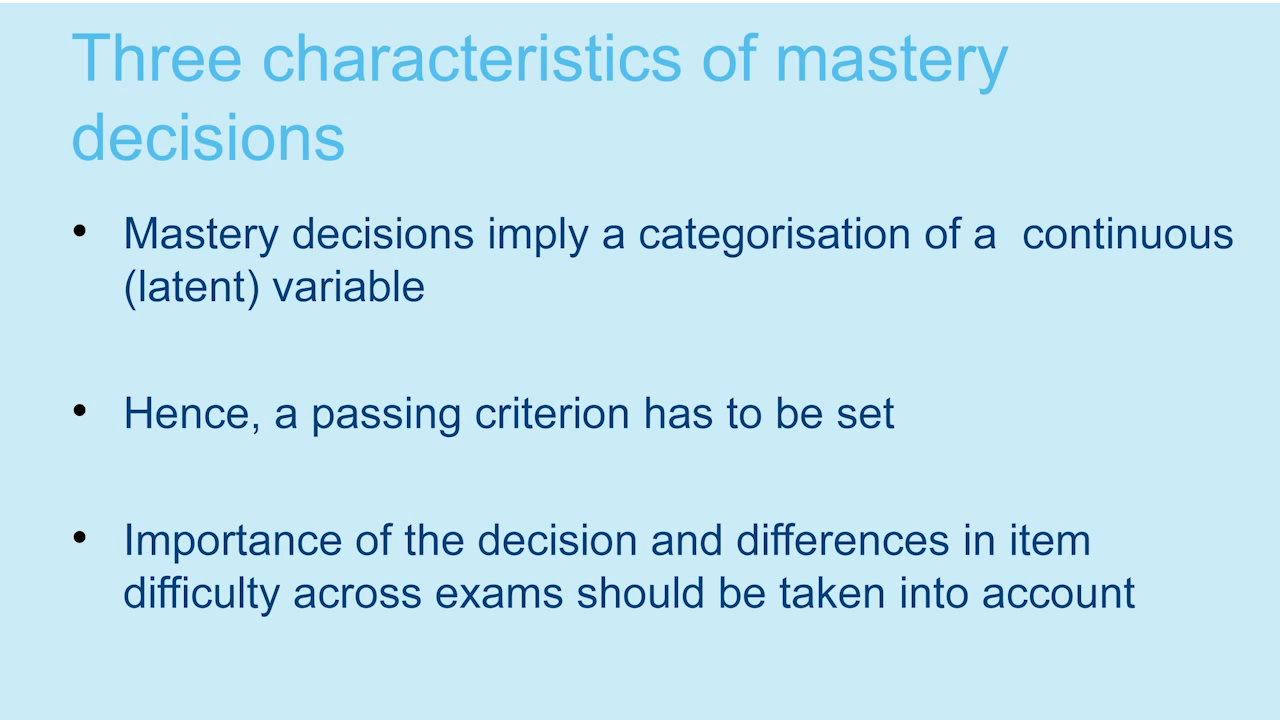 Three characteristics of mastery
decisions
• Mastery decisions imply a categorisation of a  continuous
(latent) variable
• Hence, a passing criterion has to be set
• Importance of the decision and differences in item
difficulty across exams should be taken into account